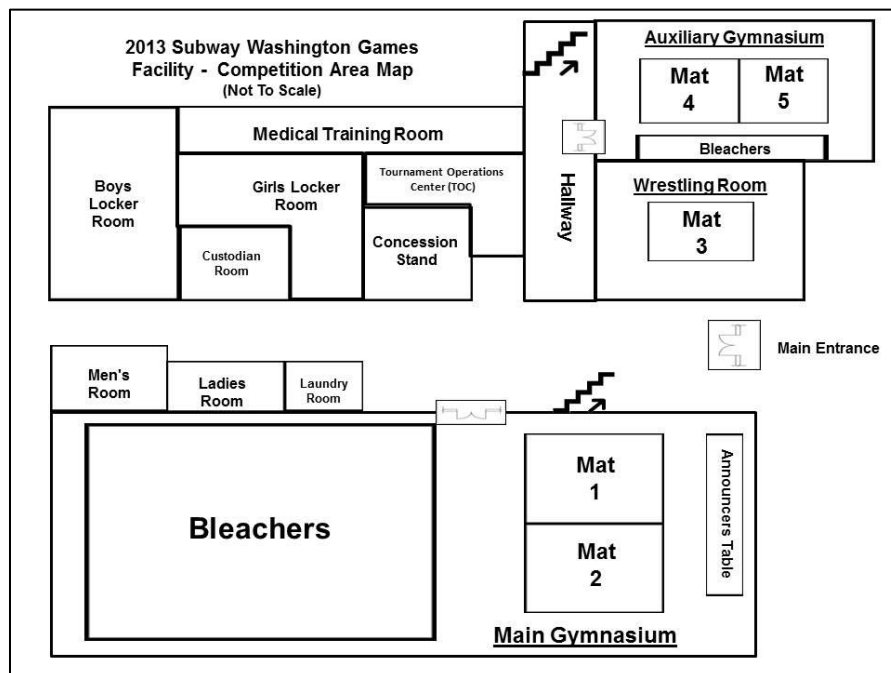 2013 Subway Washington Games
Facility - Competition Area Map
(Not To Scale)
Auxiliary Gymnasium
Mat
4
Mat
5
Bleachers
Medical Training Room
Boys
Locker
Room
Girls Locker
Room
Tournament Operations
Center (TOC)
Custodian
Room
Concession
Stand
Hallway
Wrestling Room
Mat
3
Main Entrance
Men's
Room
Ladies
Room
Laundry
Room
Bleachers
Mat
1
Mat
2
Announcers Table
Main Gymnasium